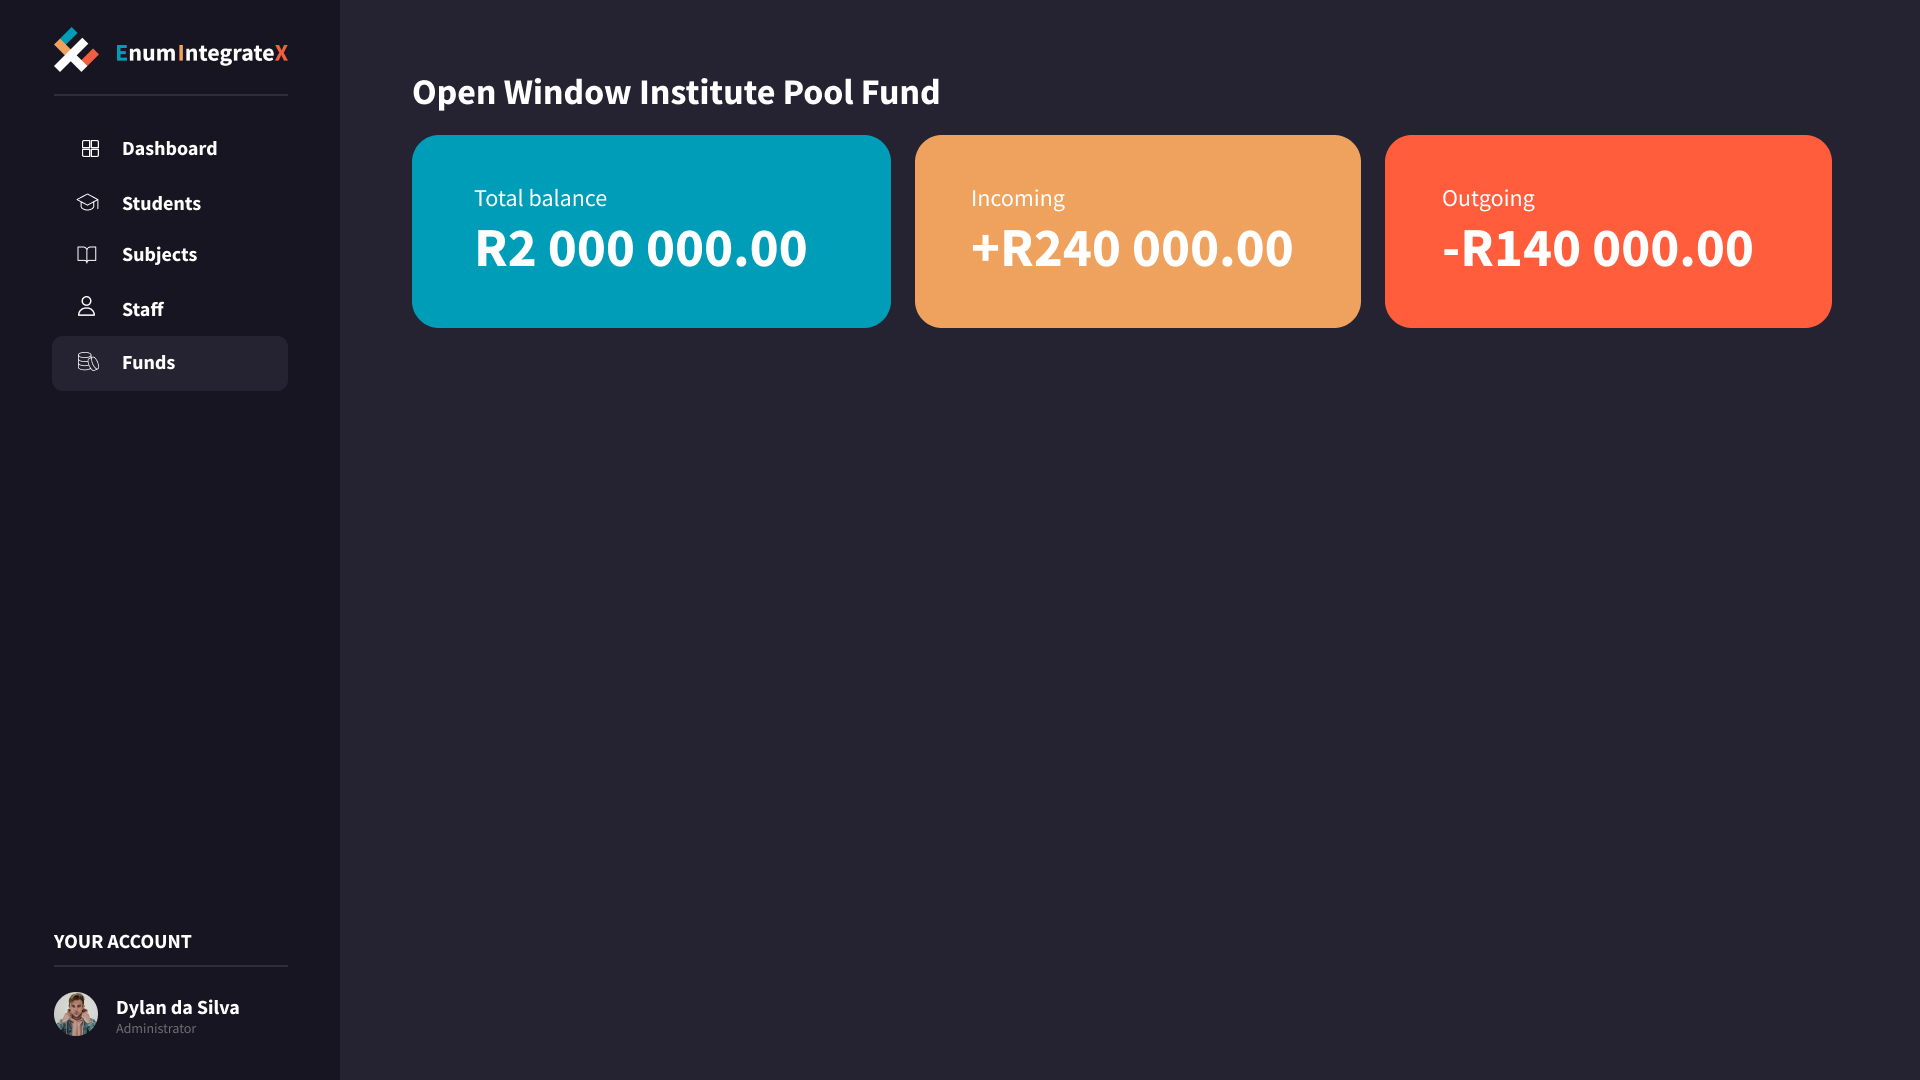 EnumIntegrateX
Dashboard
Students
Subjects
Staff
Funds
YOUR ACCOUNT
Dylan da Silva
Administrator
Open Window Institute Pool Fund
Total balance
R2 000 000.00
Incoming
+R240 000.00
Outgoing
-R140 000.00